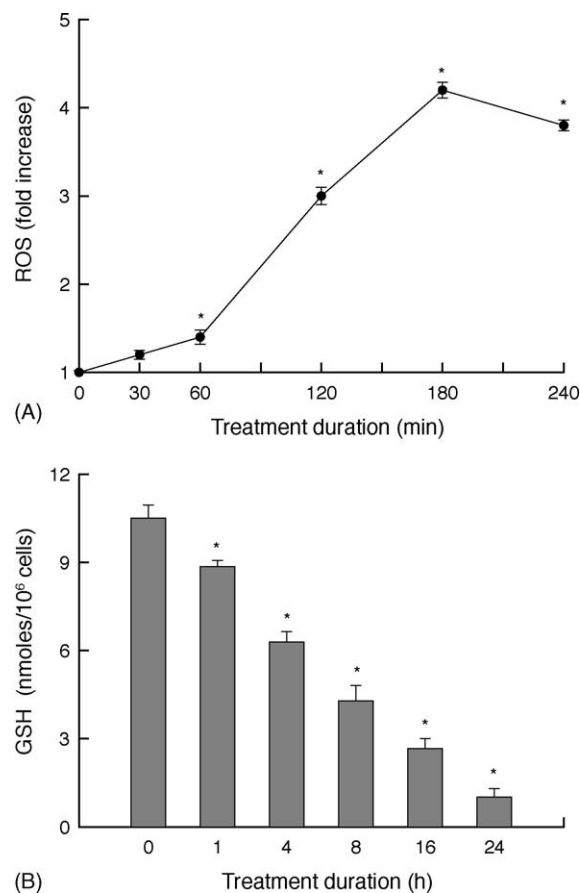 5
4
3
2
1
ROS (fold increase)
*
*
*
*
0 30 60 120 180 240
(A)
Treatment duration (min)
12
9
6
3
0
GSH (nmoles/10⁶ cells)
*
*
*
*
*
0 1 4 8 16 24
(B)
Treatment duration (h)